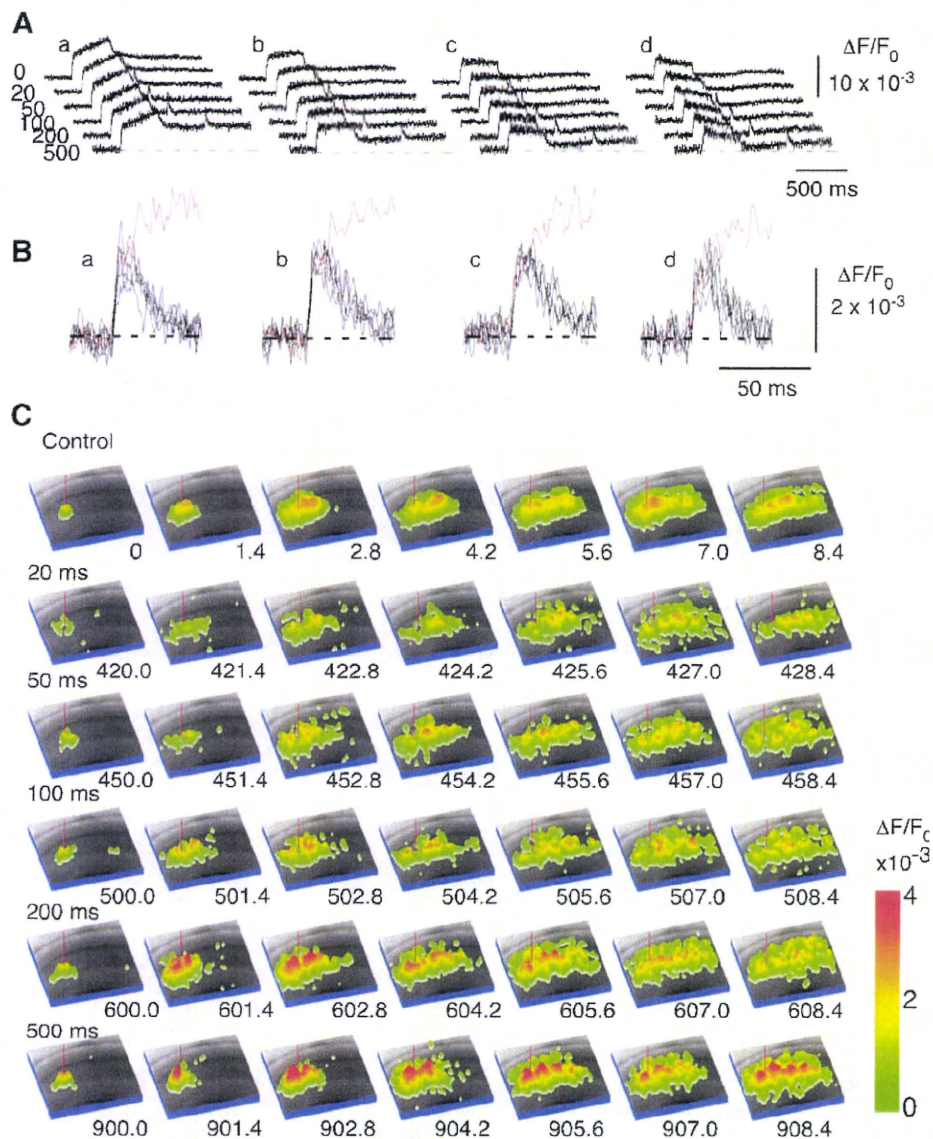 A
a b c d
ΔF/F0
10 x 10-3
0
20
50
100
200
500
500 ms
B
a b c d
ΔF/F0
2 x 10-3
50 ms
C
Control
0 1.4 2.8 4.2 5.6 7.0 8.4
20 ms
420.0 421.4 422.8 424.2 425.6 427.0 428.4
50 ms
450.0 451.4 452.8 454.2 455.6 457.0 458.4
100 ms
500.0 501.4 502.8 504.2 505.6 507.0 508.4
200 ms
600.0 601.4 602.8 604.2 605.6 607.0 608.4
500 ms
900.0 901.4 902.8 904.2 905.6 907.0 908.4
ΔF/F0
x10-3
4
2
0